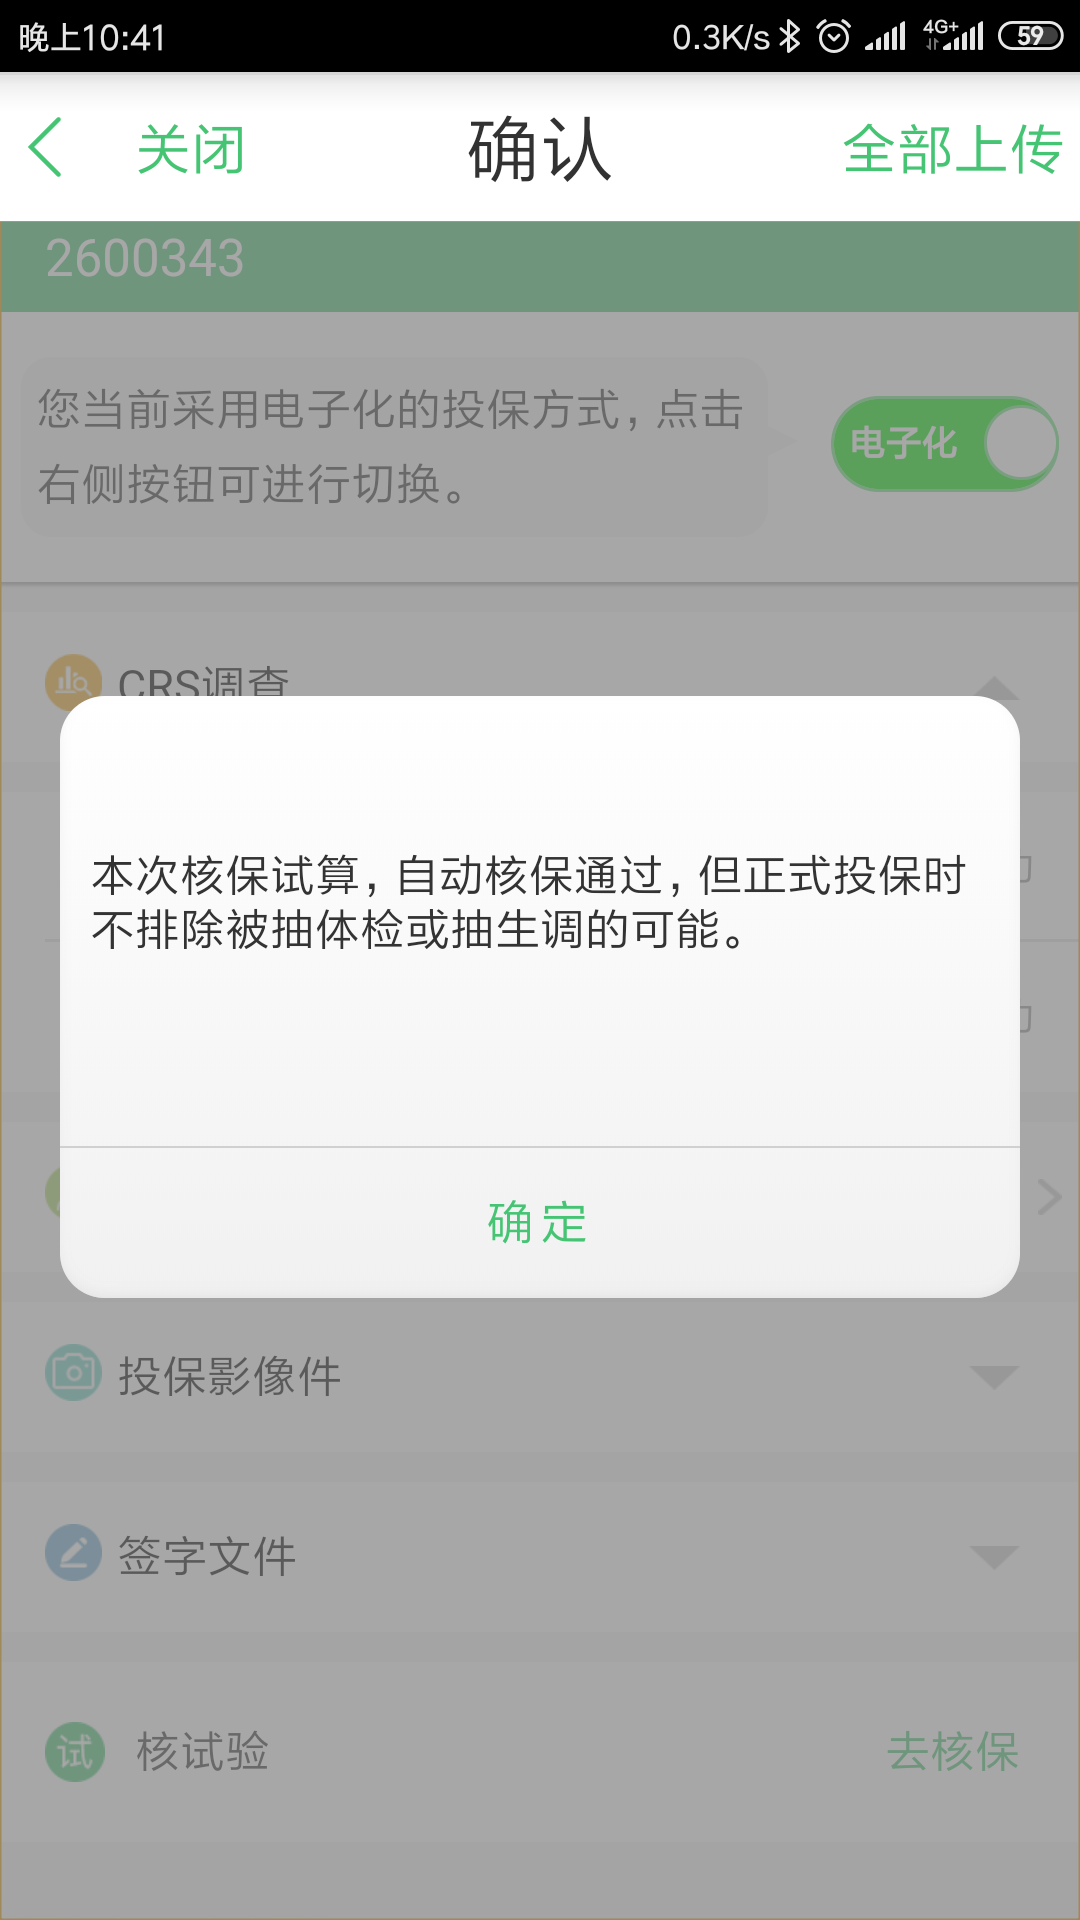 晚上10:41
0.3K/s
4G+
59
关闭
确认
全部上传
2600343
您当前采用电子化的投保方式，点击
右侧按钮可进行切换。
电子化
CRS调查
本次核保试算，自动核保通过，但正式投保时
不排除被抽体检或抽生调的可能。
确定
投保影像件
签字文件
试
核试验
去核保